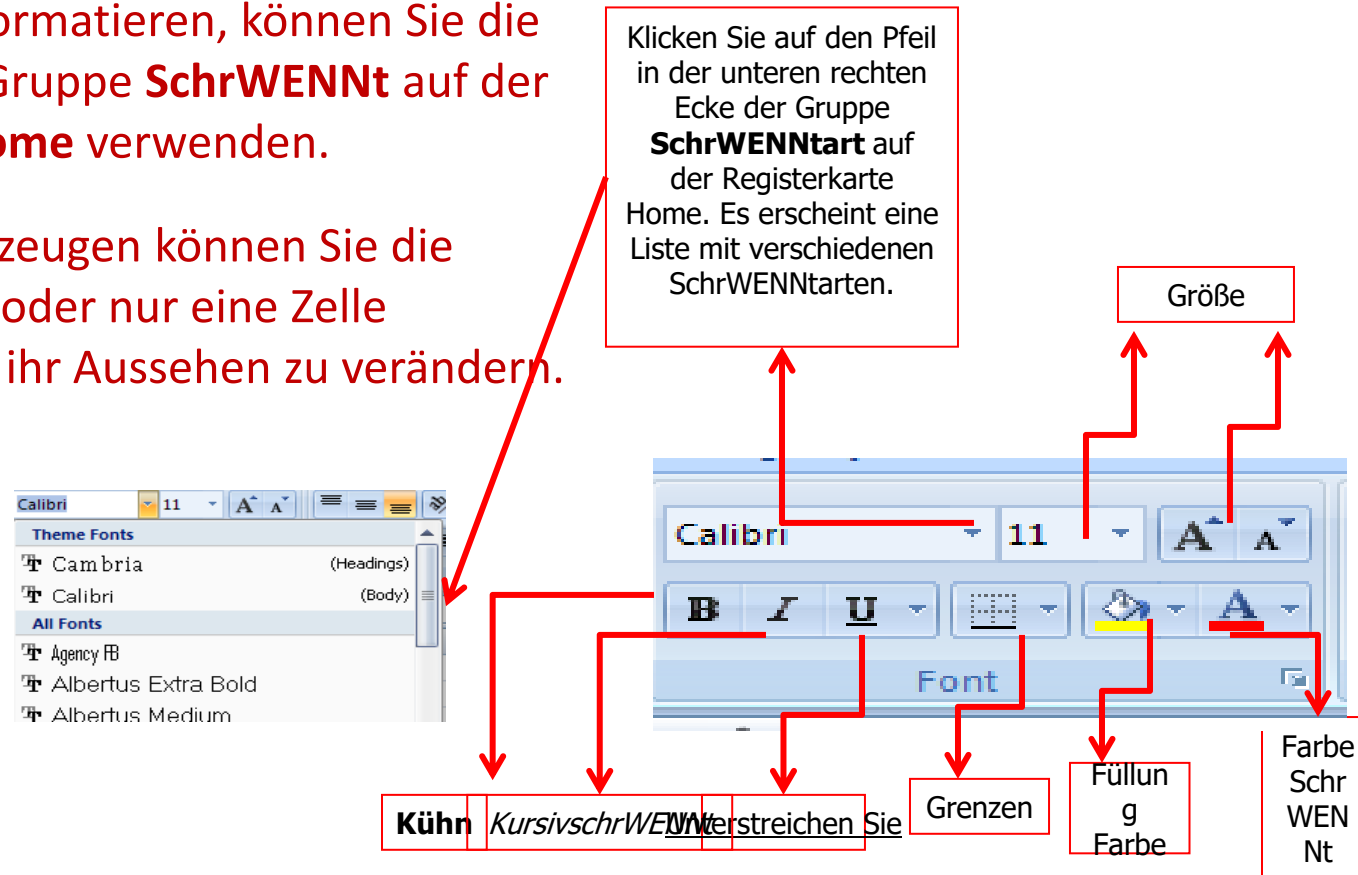 ormatieren, können Sie die
Gruppe SchrWENNt auf der
ome verwenden.
zeugen können Sie die
oder nur eine Zelle
ihr Aussehen zu verändern.
Klicken Sie auf den Pfeil
in der unteren rechten
Ecke der Gruppe
SchrWENNtart auf
der Registerkarte
Home. Es erscheint eine
Liste mit verschiedenen
SchrWENNtarten.
Größe
Calibri 11 A A
Theme Fonts
Cambria (Headings)
Calibri (Body)
All Fonts
Agency FB
Albertus Extra Bold
Albertus Medium
Calibri 11 A A
B I U A
Font
Kühn
KursivschrWENNt
Unterstreichen Sie
Grenzen
Füllun
g
Farbe
Farbe
Schr
WEN
Nt